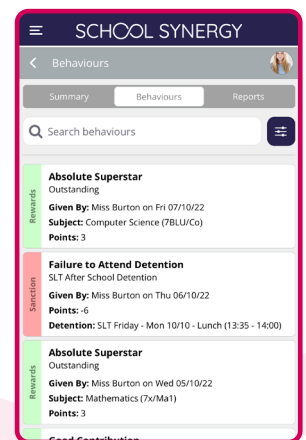 SCHOOL SYNERGY
Behaviours
Summary Behaviours Reports
Search behaviours
Rewards
Absolute Superstar
Outstanding
Given By: Miss Burton on Fri 07/10/22
Subject: Computer Science (7BLU/Co)
Points: 3
Sanction
Failure to Attend Detention
SLT After School Detention
Given By: Miss Burton on Thu 06/10/22
Points: -6
Detention: SLT Friday - Mon 10/10 - Lunch (13:35 - 14:00)
Rewards
Absolute Superstar
Outstanding
Given By: Miss Burton on Wed 05/10/22
Subject: Mathematics (7x/Ma1)
Points: 3
Good Contribution